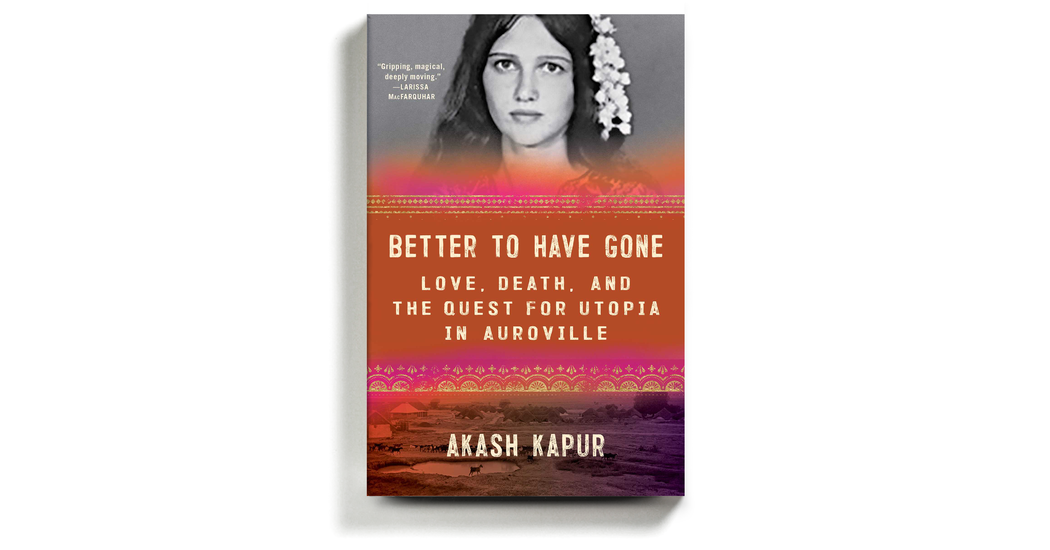 “Gripping, magical,
deeply moving.”
—LARISSA
MACFARQUHAR
BETTER TO HAVE GONE
LOVE, DEATH, AND
THE QUEST FOR UTOPIA
IN AUROVILLE
AKASH KAPUR